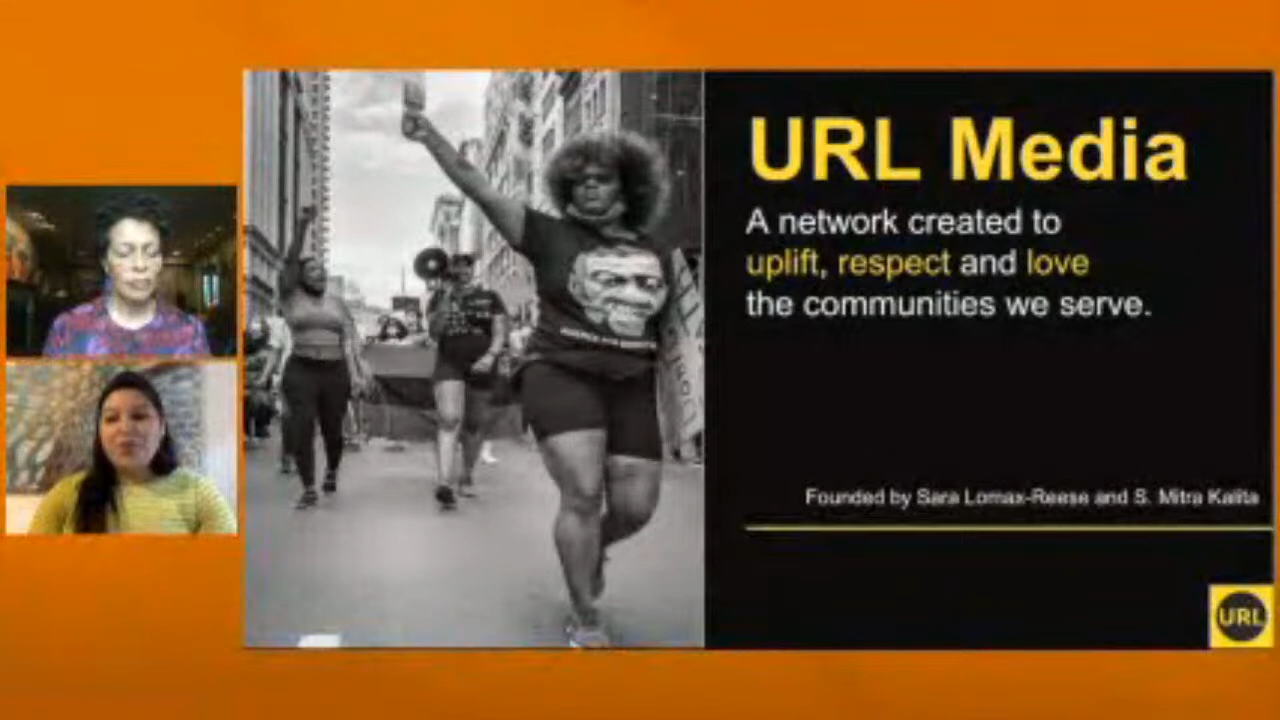 URL Media
A network created to
uplift, respect and love
the communities we serve.
Founded by Sara Lomax-Reese and S. Mitra Kalita
URL